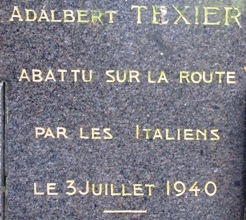 ADALBERT TEXIER
ABATTU SUR LA ROUTE
PAR LES ITALIENS
LE 3 JUILLET 1940